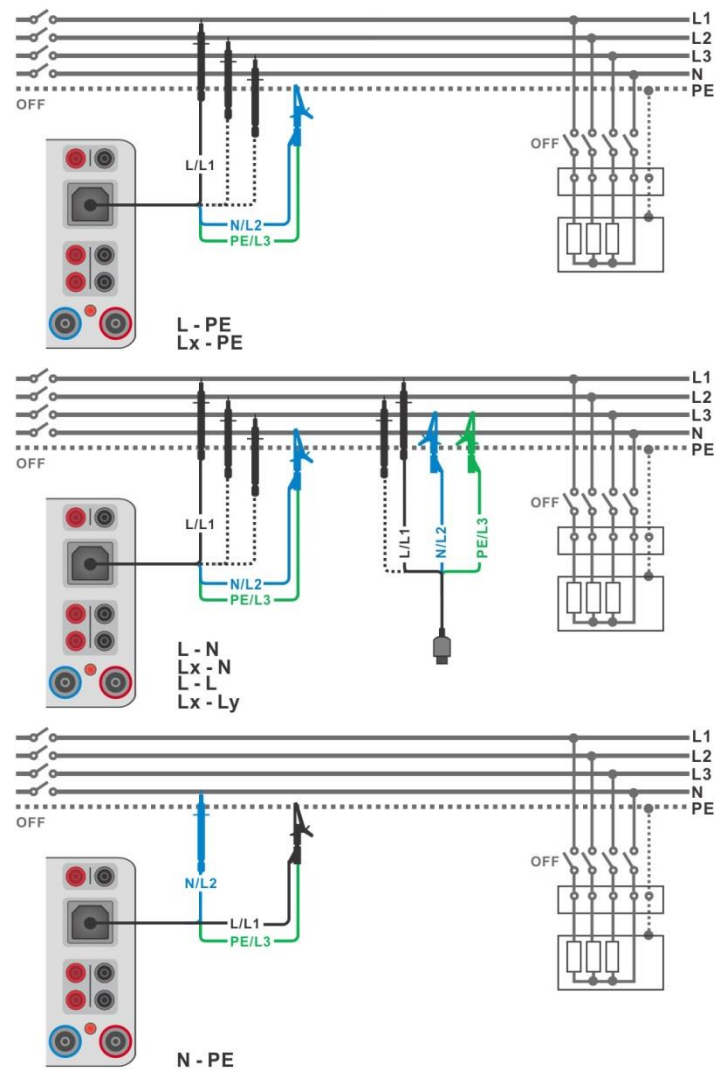 L1
L2
L3
N
PE
OFF
OFF
L/L1
N/L2
PE/L3
L - PE
Lx - PE
L1
L2
L3
N
PE
OFF
OFF
L/L1
L/L1
N/L2
PE/L3
N/L2
PE/L3
L - N
Lx - N
L - L
Lx - Ly
L1
L2
L3
N
PE
OFF
OFF
N/L2
L/L1
PE/L3
N - PE